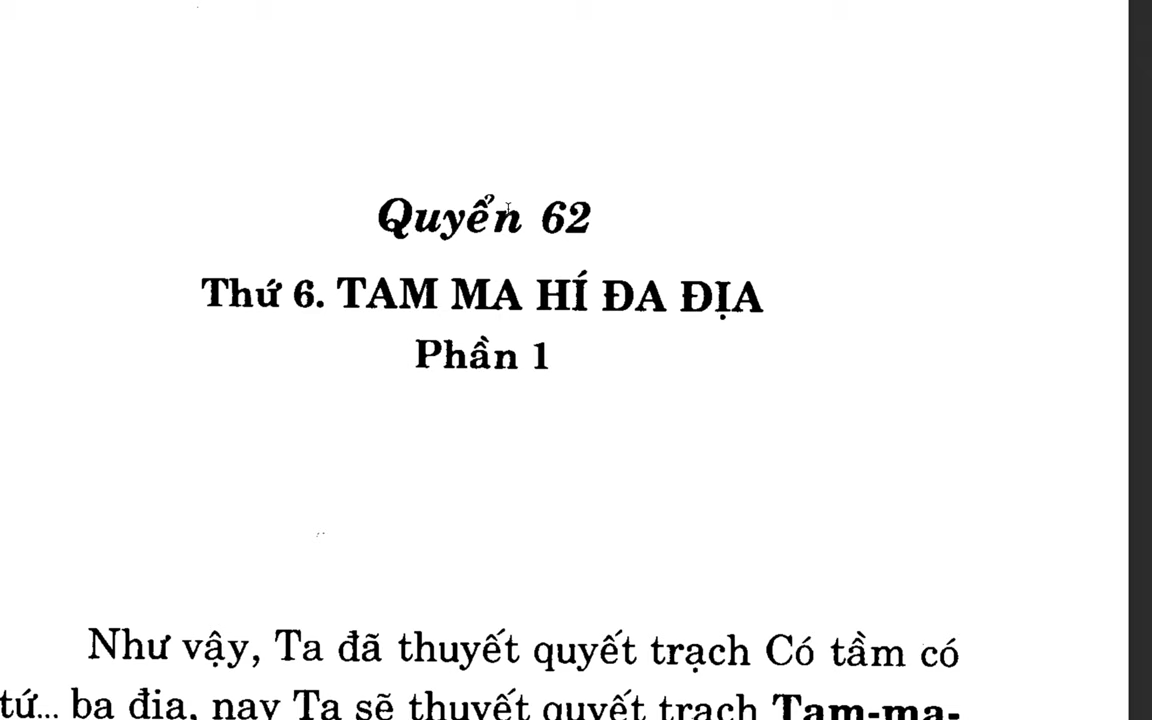 Quyển 62
Thứ 6. TAM MA HÍ ĐA ĐỊA
Phần 1
Như vậy, Ta đã thuyết quyết trạch Có tầm có
tứ... ba địa, nay Ta sẽ thuyết quyết trạch Tam-ma-